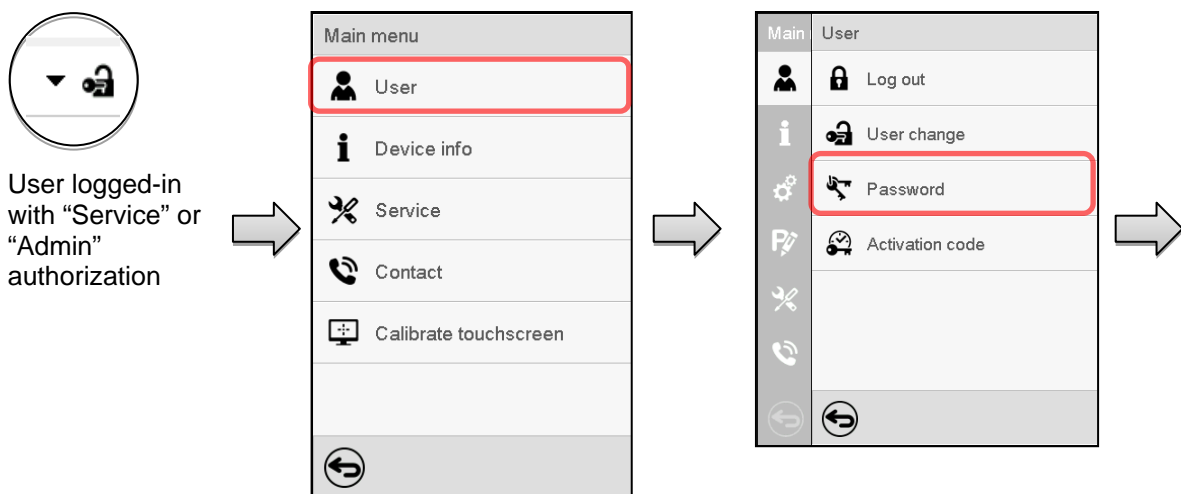 User logged-in
with “Service” or
“Admin”
authorization
Main menu
User
Device info
Service
Contact
Calibrate touchscreen
Main
User
Log out
User change
Password
Activation code